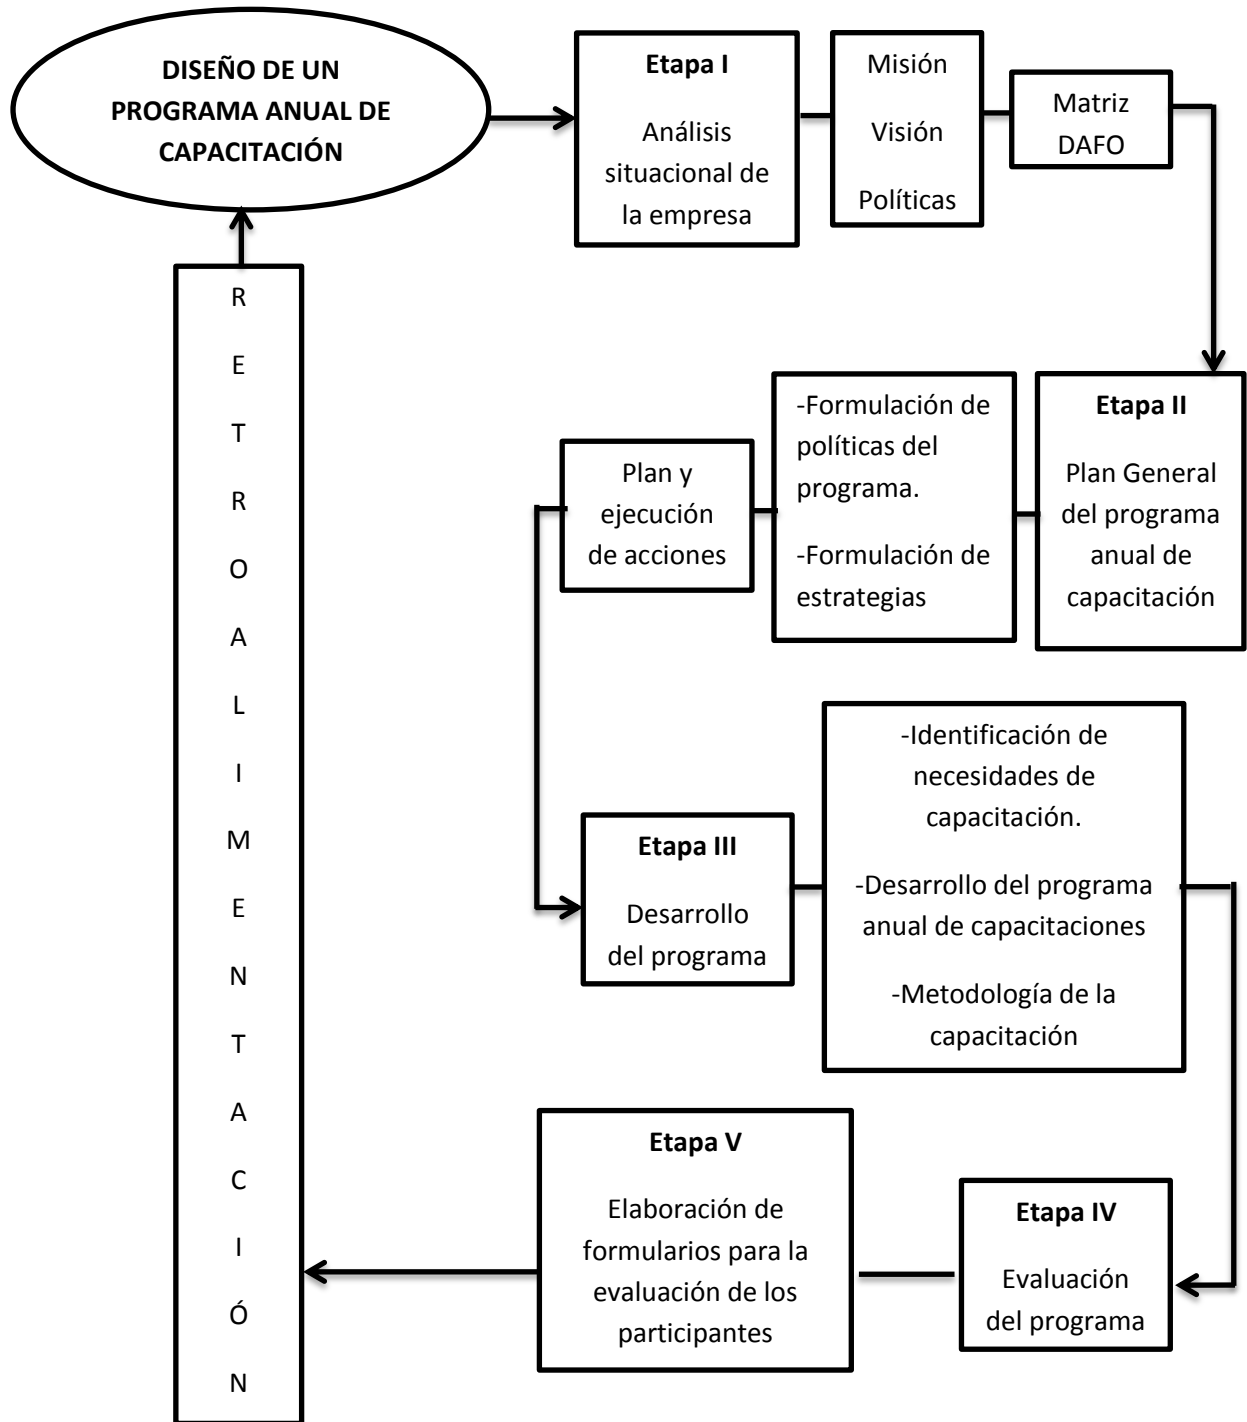 DISEÑO DE UN
PROGRAMA ANUAL DE
CAPACITACIÓN
Etapa I
Análisis
situacional de
la empresa
Misión
Visión
Políticas
Matriz
DAFO
Etapa II
Plan General
del programa
anual de
capacitación
-Formulación de
políticas del
programa.
-Formulación de
estrategias
Plan y
ejecución
de acciones
Etapa III
Desarrollo
del programa
-Identificación de
necesidades de
capacitación.
-Desarrollo del programa
anual de capacitaciones
-Metodología de la
capacitación
Etapa IV
Evaluación
del programa
Etapa V
Elaboración de
formularios para la
evaluación de los
participantes
R
E
T
R
O
A
L
I
M
E
N
T
A
C
I
Ó
N